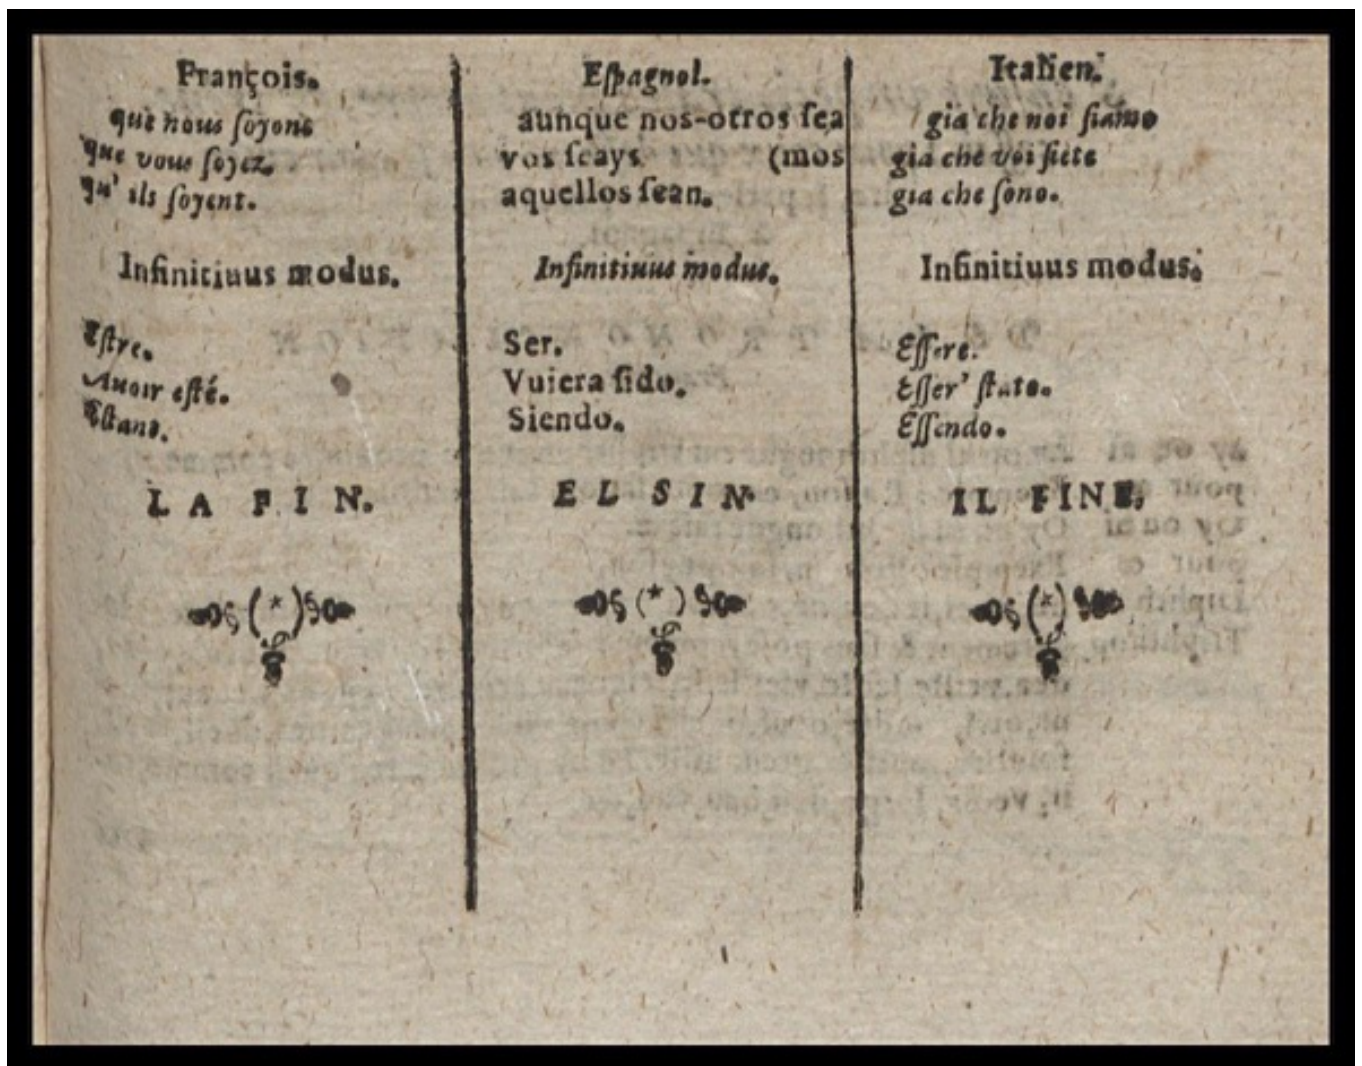 François.
que nous ſoyons
que vous ſoyez.
qu' ils ſoyent.
Infinitiuus modus.
Eſtre.
Auoir eſté.
Eſtant.
LA FIN.
(*)
Eſpagnol.
aunque nos-otros ſea
vos ſeays. (mos
aquellos ſean.
Infinitiuus modus.
Ser.
Vuiera ſido.
Siendo.
EL SIN
(*)
Italien.
gia che noi ſiamo
gia che voi ſiete
gia che ſono.
Infinitiuus modus.
Eſſere.
Eſſer' ſtato.
Eſſendo.
IL FINE.
(*)